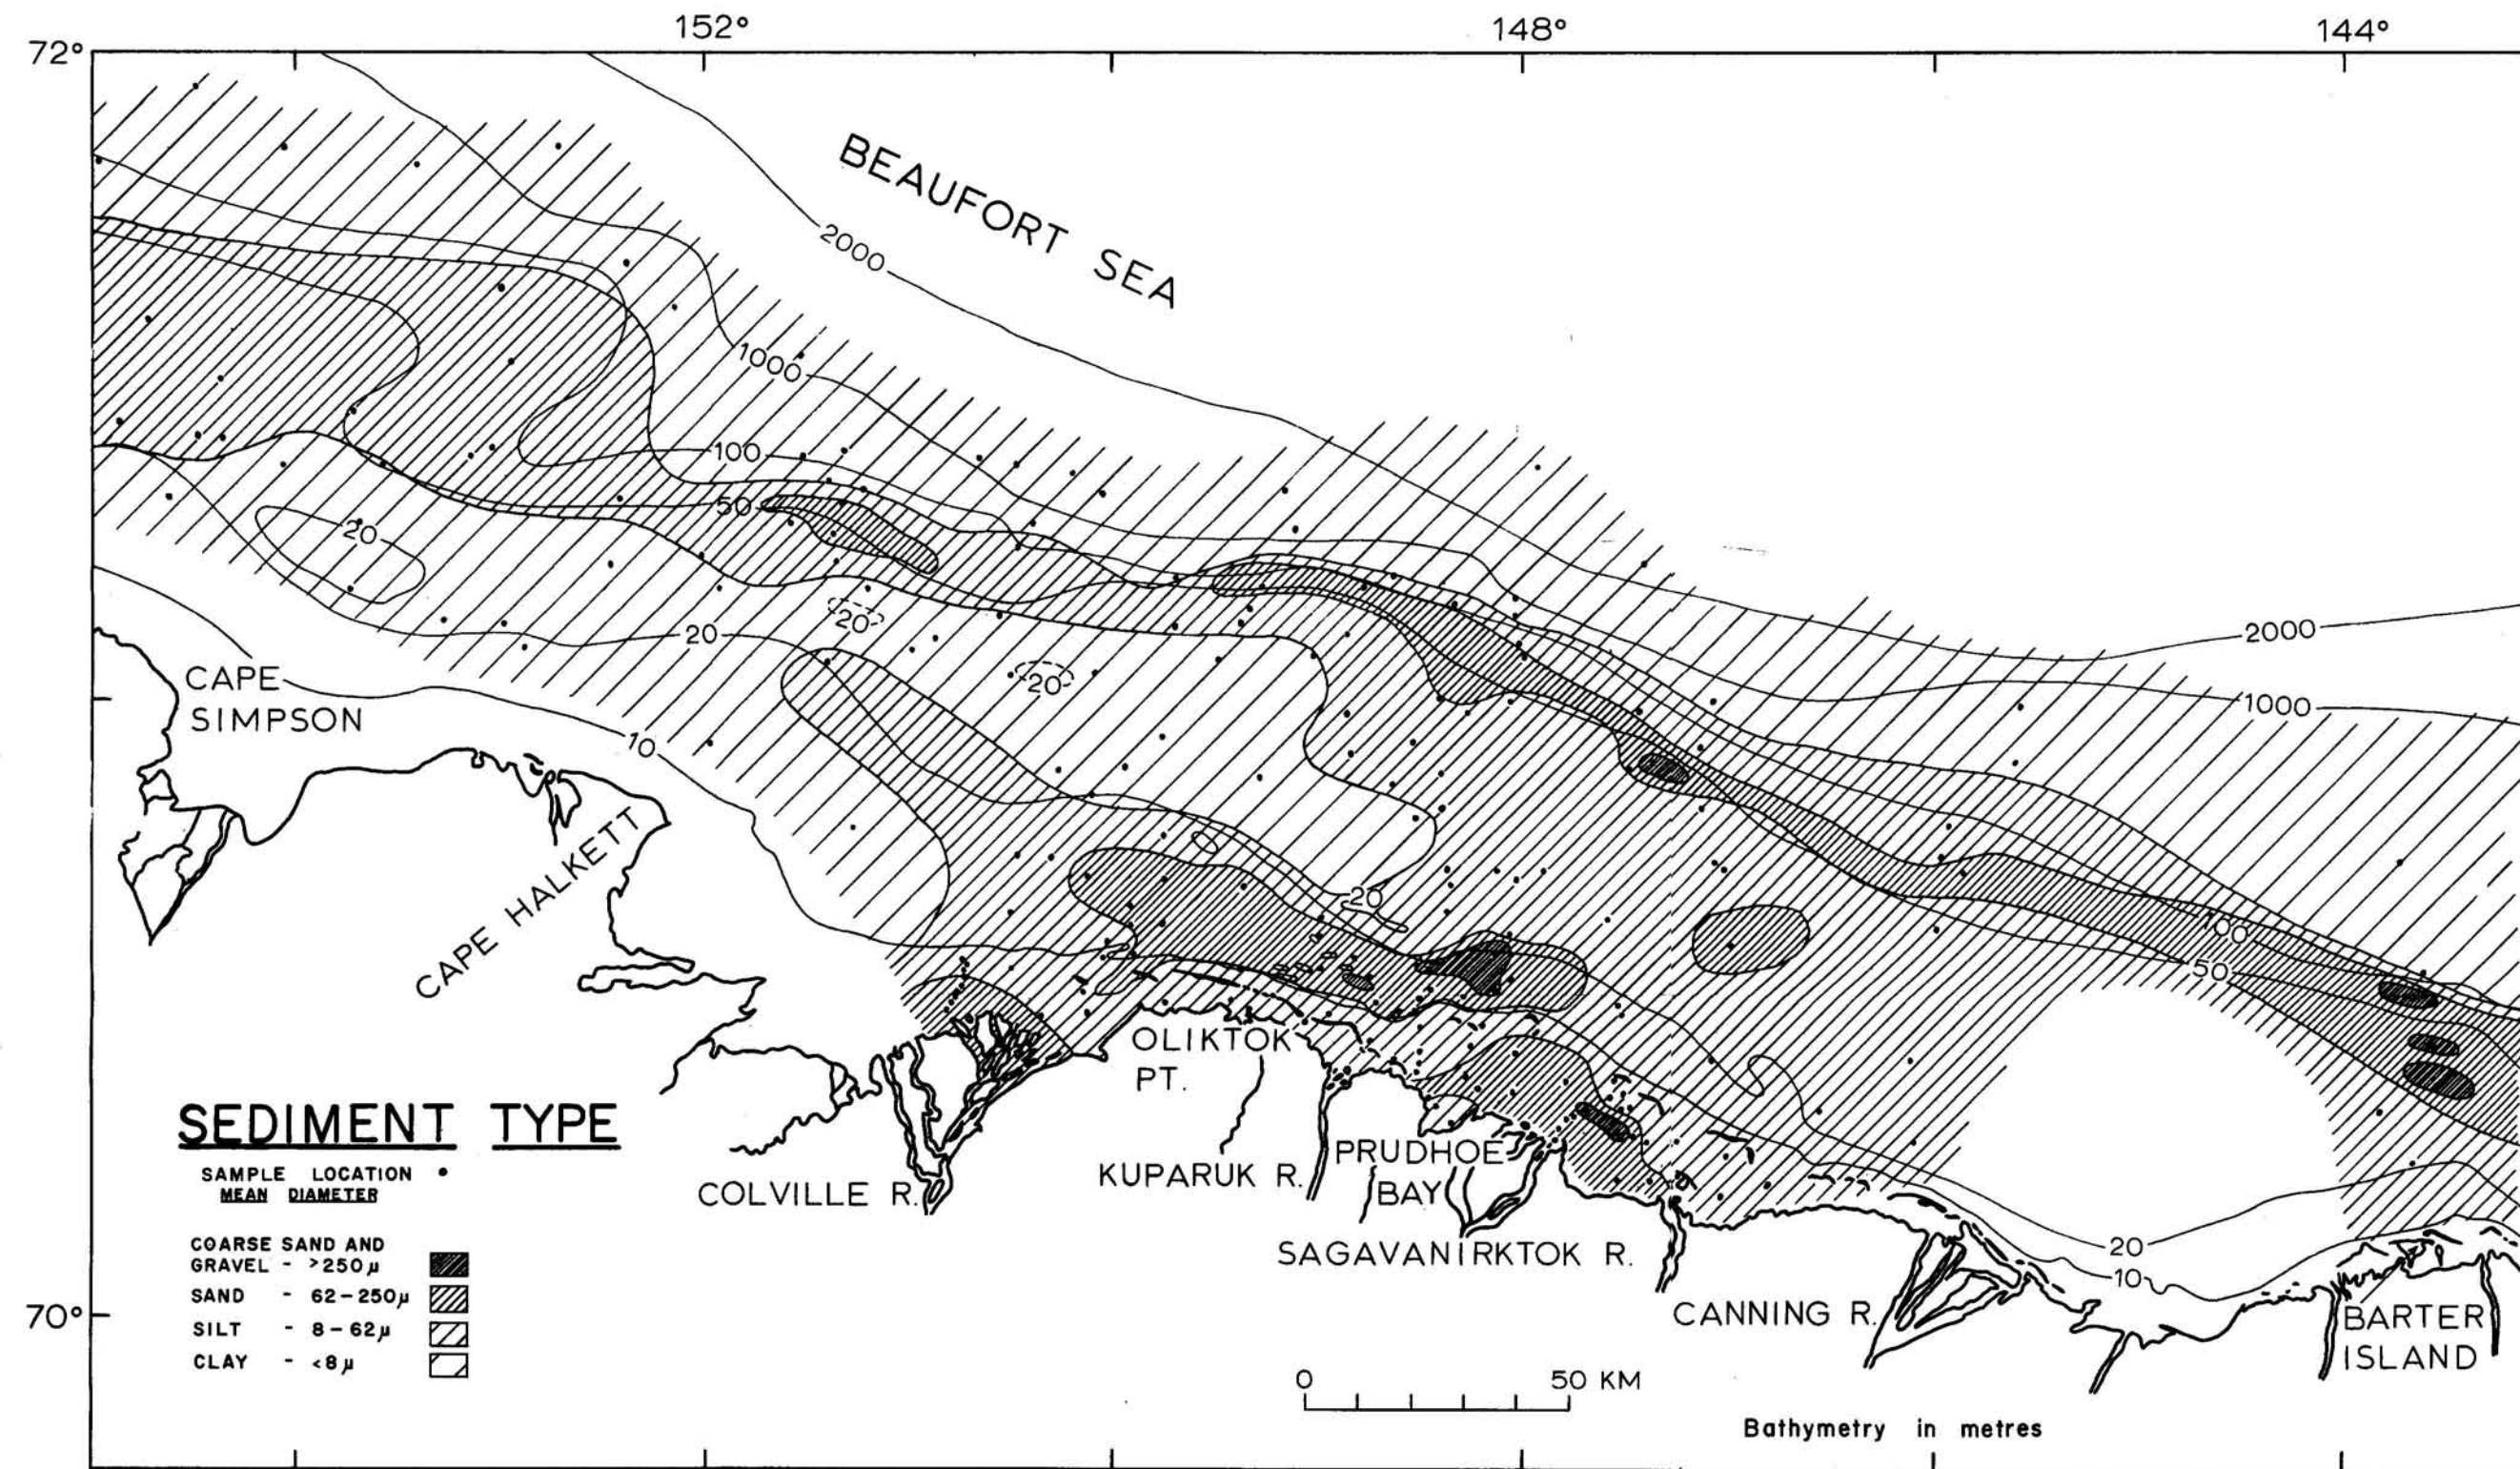 152° 148° 144°
72°
BEAUFORT SEA
2000
1000
100
50
20
20
20
20
2000
1000
CAPE
SIMPSON
10
CAPE HALKETT
20
100
50
OLIKTOK
PT.
SEDIMENT TYPE
SAMPLE LOCATION •
MEAN DIAMETER
COARSE SAND AND
GRAVEL - >250µ
SAND - 62-250µ
SILT - 8-62µ
CLAY - <8µ
COLVILLE R.
KUPARUK R.
PRUDHOE
BAY
SAGAVANIRKTOK R.
20
10
CANNING R.
BARTER
ISLAND
70°
0 50 KM
Bathymetry in metres